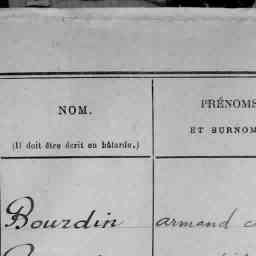 NOM.
(Il doit être écrit en bâtarde.)
PRÉNOMS
ET SURNOM
Bourdin armand